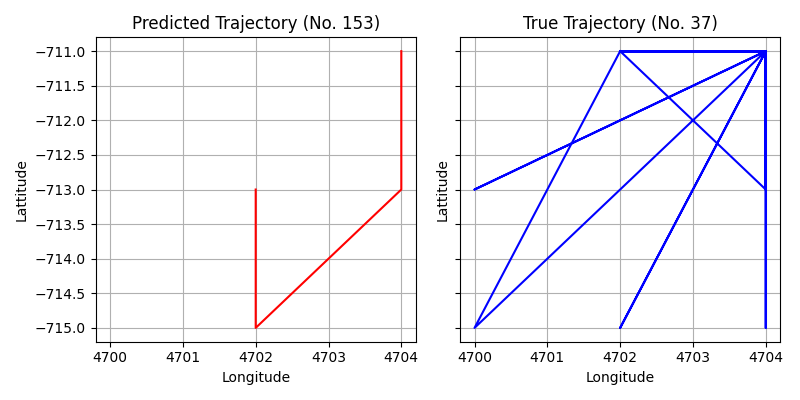 Predicted Trajectory (No. 153)
True Trajectory (No. 37)
−711.0
−711.5
−712.0
−712.5
−713.0
−713.5
−714.0
−714.5
−715.0
Lattitude
Lattitude
4700 4701 4702 4703 4704
4700 4701 4702 4703 4704
Longitude
Longitude